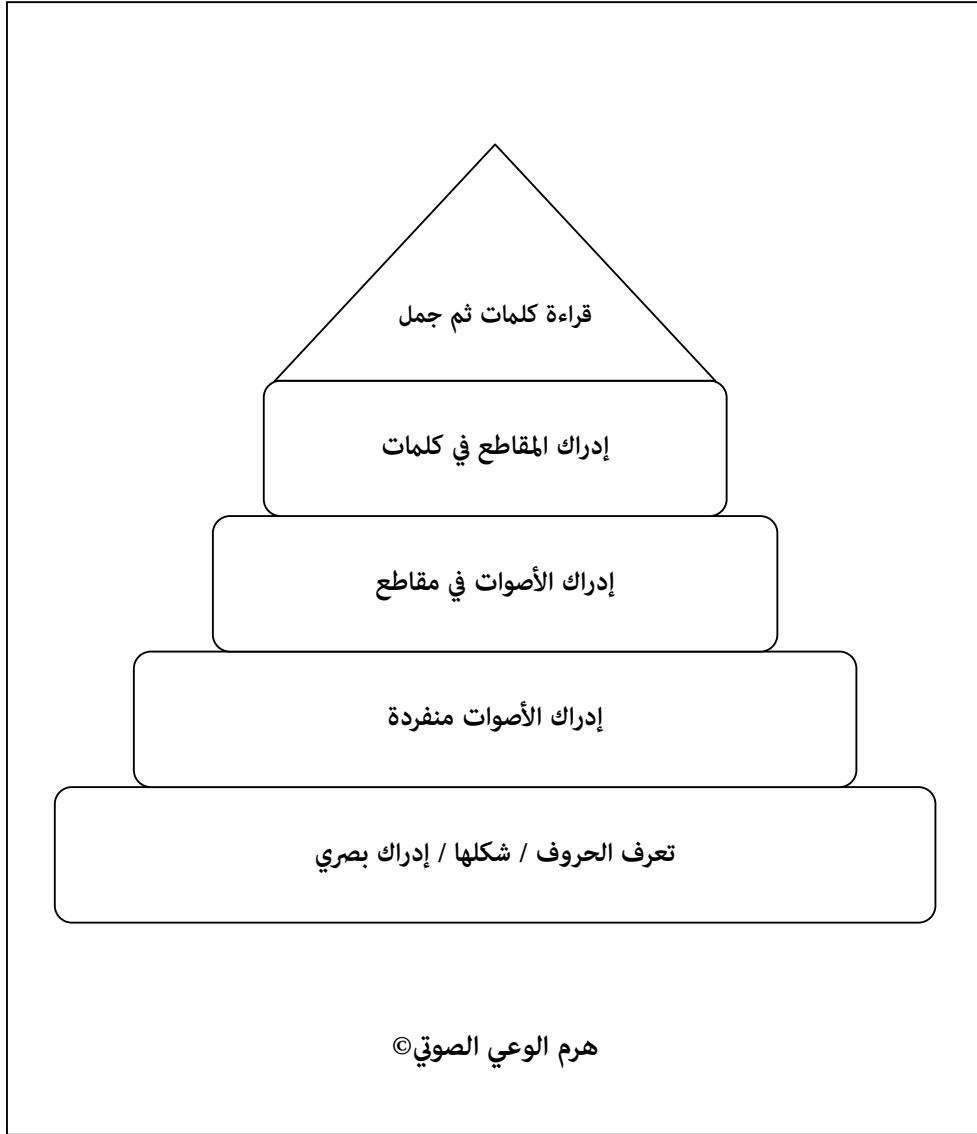 قراءة كلمات ثم جمل
إدراك المقاطع في كلمات
إدراك الأصوات في مقاطع
إدراك الأصوات منفردة
تعرف الحروف / شكلها / إدراك بصري
هرم الوعي الصوتي©